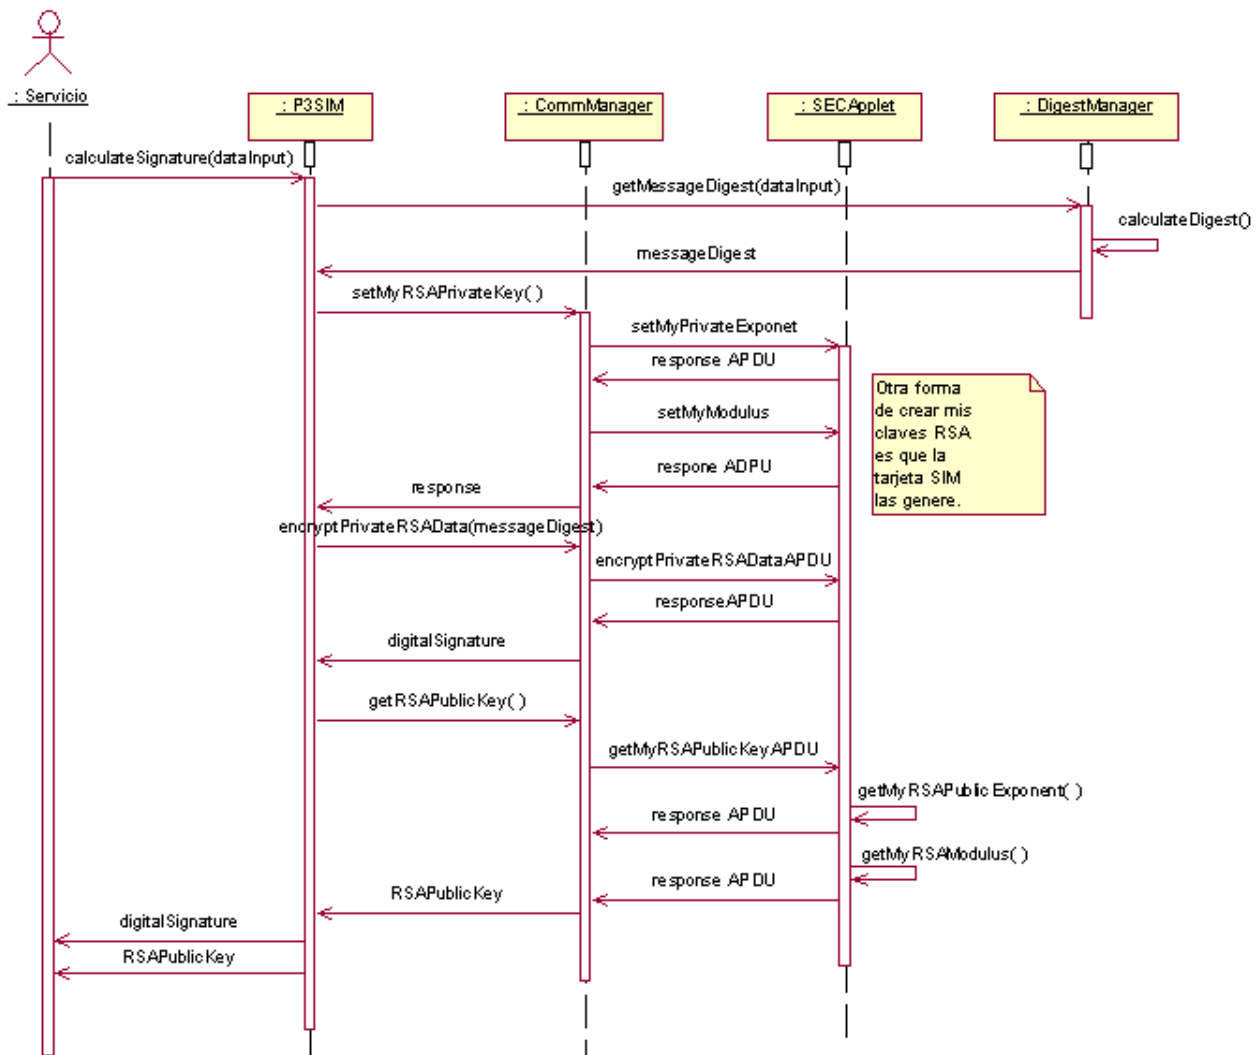 : Servicio
: P3SIM
: CommManager
: SECApplet
: DigestManager
calculateSignature(dataInput)
getMessageDigest(dataInput)
calculateDigest()
messageDigest
setMyRSAPrivateKey( )
setMyPrivateExponet
response APDU
Otra forma
de crear mis
claves RSA
es que la
tarjeta SIM
las genere.
setMyModulus
respone ADPU
response
encryptPrivateRSAData(messageDigest)
encryptPrivateRSADataAPDU
responseAPDU
digitalSignature
getRSAPublicKey( )
getMyRSAPublicKeyAPDU
getMyRSAPublicExponent( )
response APDU
getMyRSAModulus( )
response APDU
RSAPublicKey
digitalSignature
RSAPublicKey